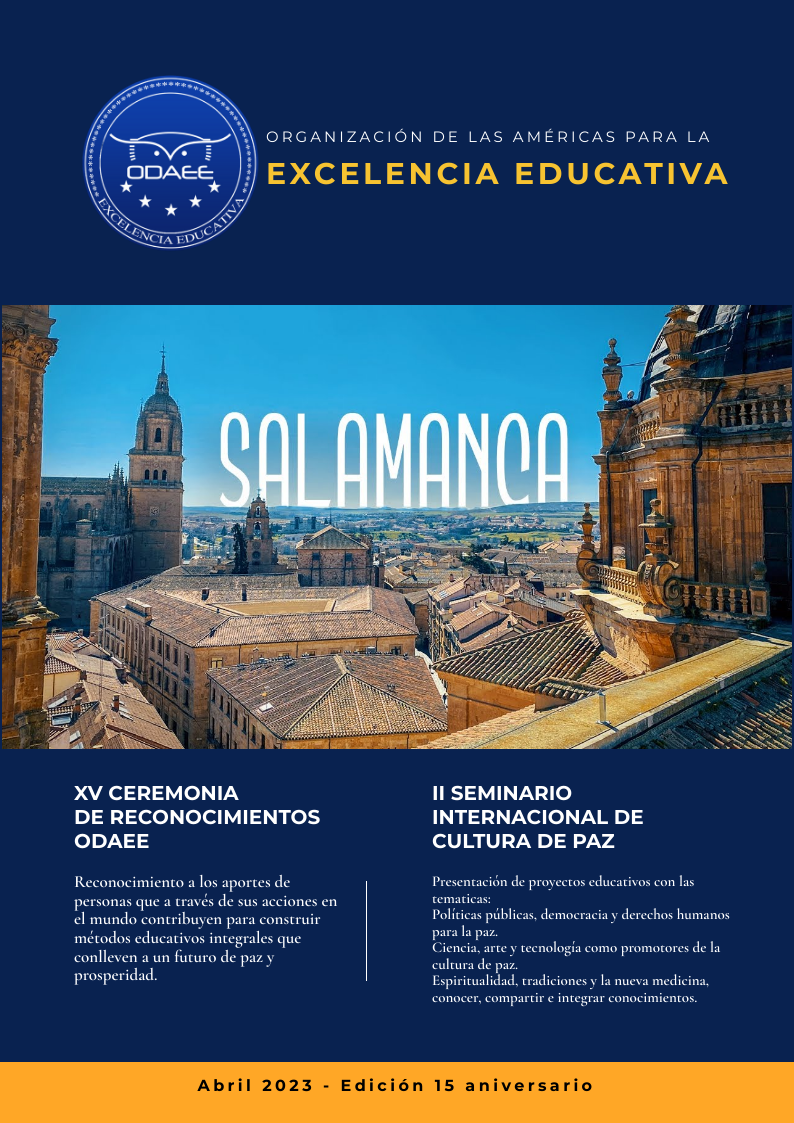 ODAEE
EXCELENCIA EDUCATIVA
ORGANIZACIÓN DE LAS AMÉRICAS PARA LA
EXCELENCIA EDUCATIVA
SALAMANCA
XV CEREMONIA
DE RECONOCIMIENTOS
ODAEE
Reconocimiento a los aportes de
personas que a través de sus acciones en
el mundo contribuyen para construir
métodos educativos integrales que
conlleven a un futuro de paz y
prosperidad.
II SEMINARIO
INTERNACIONAL DE
CULTURA DE PAZ
Presentación de proyectos educativos con las
tematicas:
Políticas públicas, democracia y derechos humanos
para la paz.
Ciencia, arte y tecnología como promotores de la
cultura de paz.
Espiritualidad, tradiciones y la nueva medicina,
conocer, compartir e integrar conocimientos.
Abril 2023 - Edición 15 aniversario